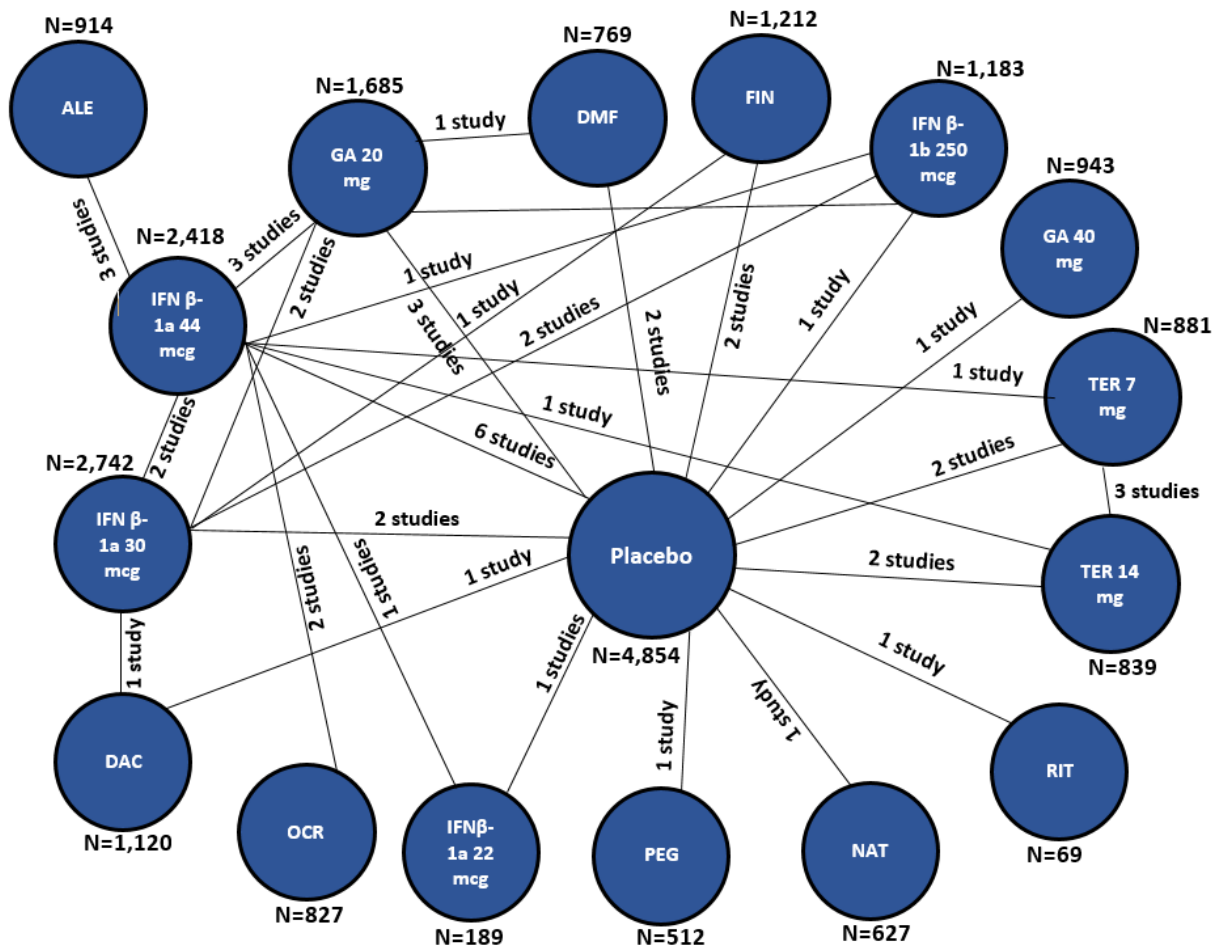 N=914
ALE
N=1,685
GA 20
mg
1 study
N=769
DMF
N=1,212
FIN
N=1,183
IFN β-
1b 250
mcg
N=943
GA 40
mg
3 studies
N=2,418
IFN β-
1a 44
mcg
3 studies
2 studies
1 study
3 studies
1 study
2 studies
2 studies
2 studies
1 study
1 study
N=881
TER 7
mg
1 study
1 study
6 studies
2 studies
3 studies
2 studies
N=2,742
IFN β-
1a 30
mcg
2 studies
1 study
Placebo
N=4,854
2 studies
TER 14
mg
N=839
1 study
DAC
N=1,120
2 studies
OCR
N=827
1 studies
IFNβ-
1a 22
mcg
N=189
1 studies
1 study
PEG
N=512
1 study
NAT
N=627
1 study
RIT
N=69